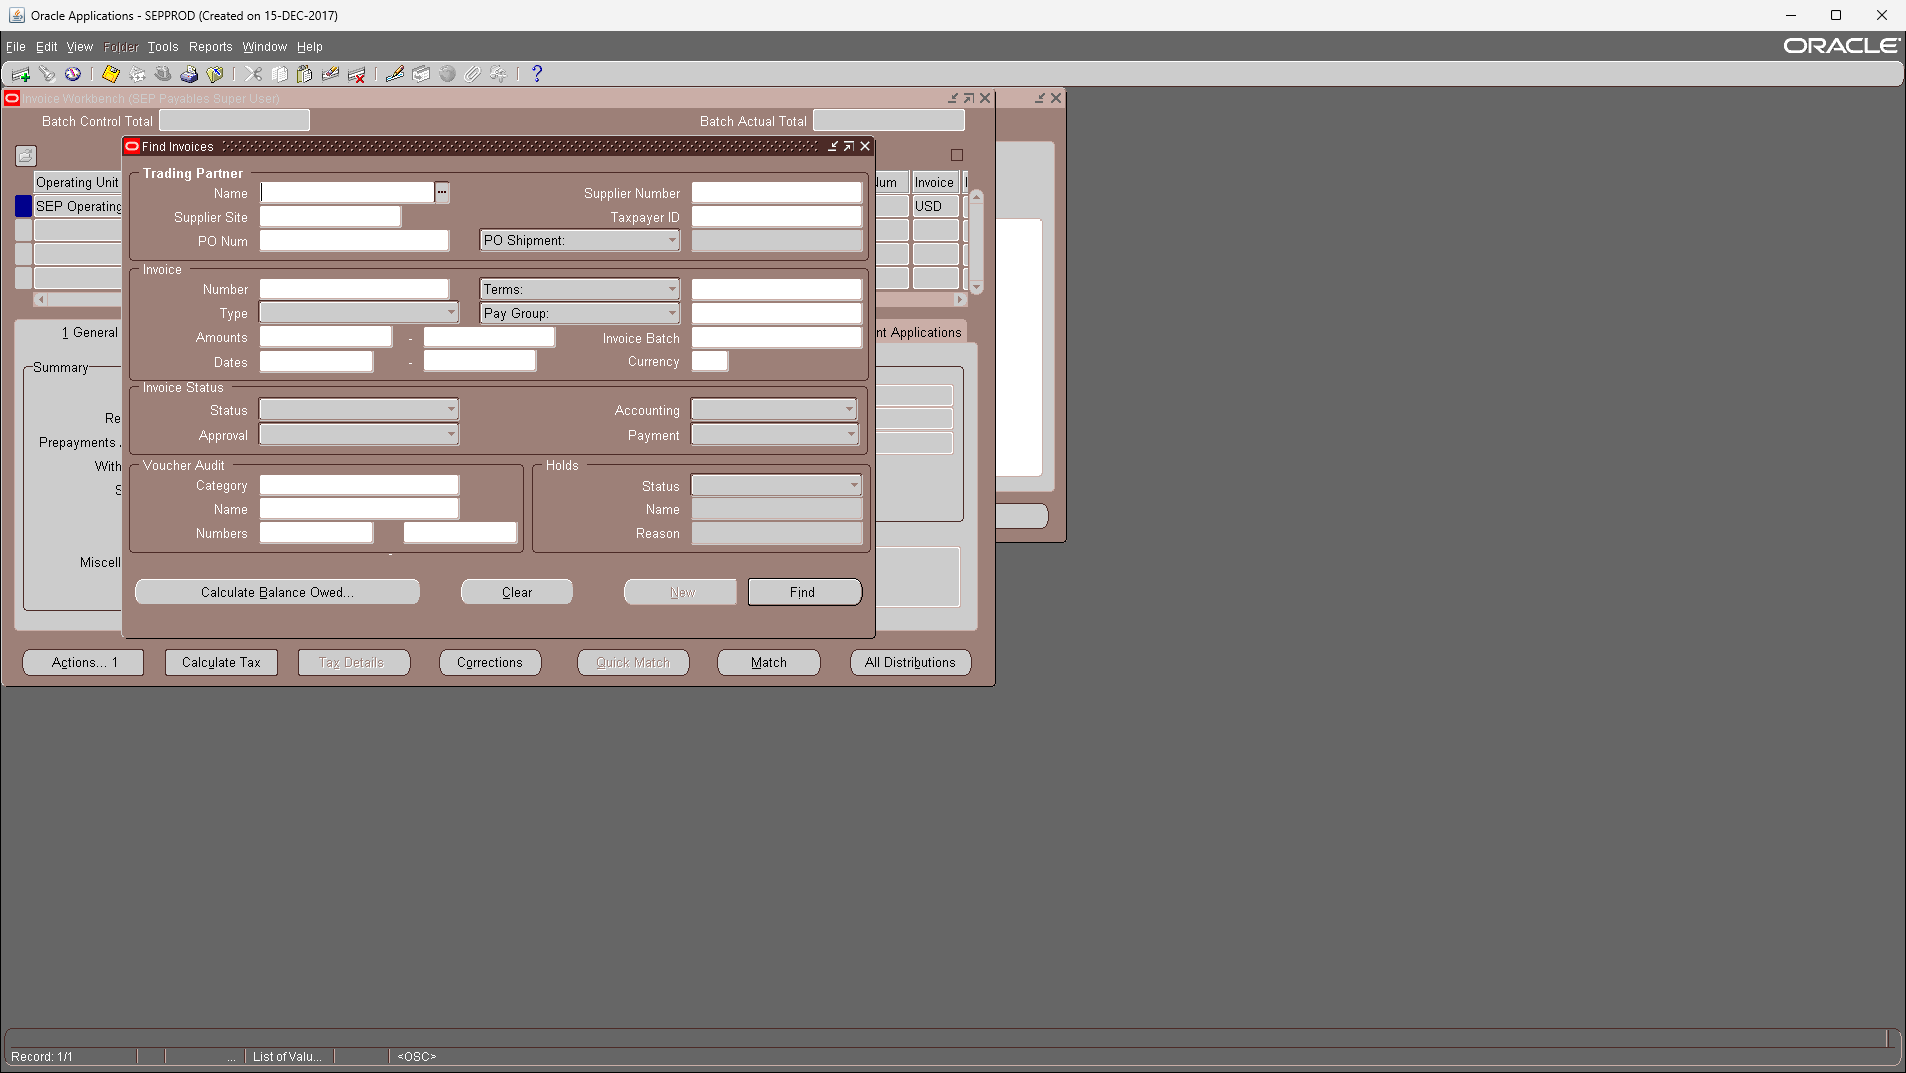 Oracle Applications - SEPPROD (Created on 15-DEC-2017)
File Edit View Folder Tools Reports Window Help
ORACLE
Invoice Workbench (SEP Payables Super User)
Batch Control Total
Batch Actual Total
Find Invoices
Trading Partner
Operating Unit
Name
Supplier Number
Num
Invoice
SEP Operating
Supplier Site
Taxpayer ID
USD
PO Num
PO Shipment:
Invoice
Number
Terms:
Type
Pay Group:
1 General
Amounts
-
Invoice Batch
nt Applications
Dates
-
Currency
Summary
Invoice Status
Status
Accounting
Re
Approval
Payment
Prepayments
With
Voucher Audit
Holds
Category
Status
S
Name
Name
Numbers
Reason
-
Miscell
Calculate Balance Owed...
Clear
New
Find
Actions... 1
Calculate Tax
Tax Details
Corrections
Quick Match
Match
All Distributions
Record: 1/1
...
List of Valu...
<OSC>